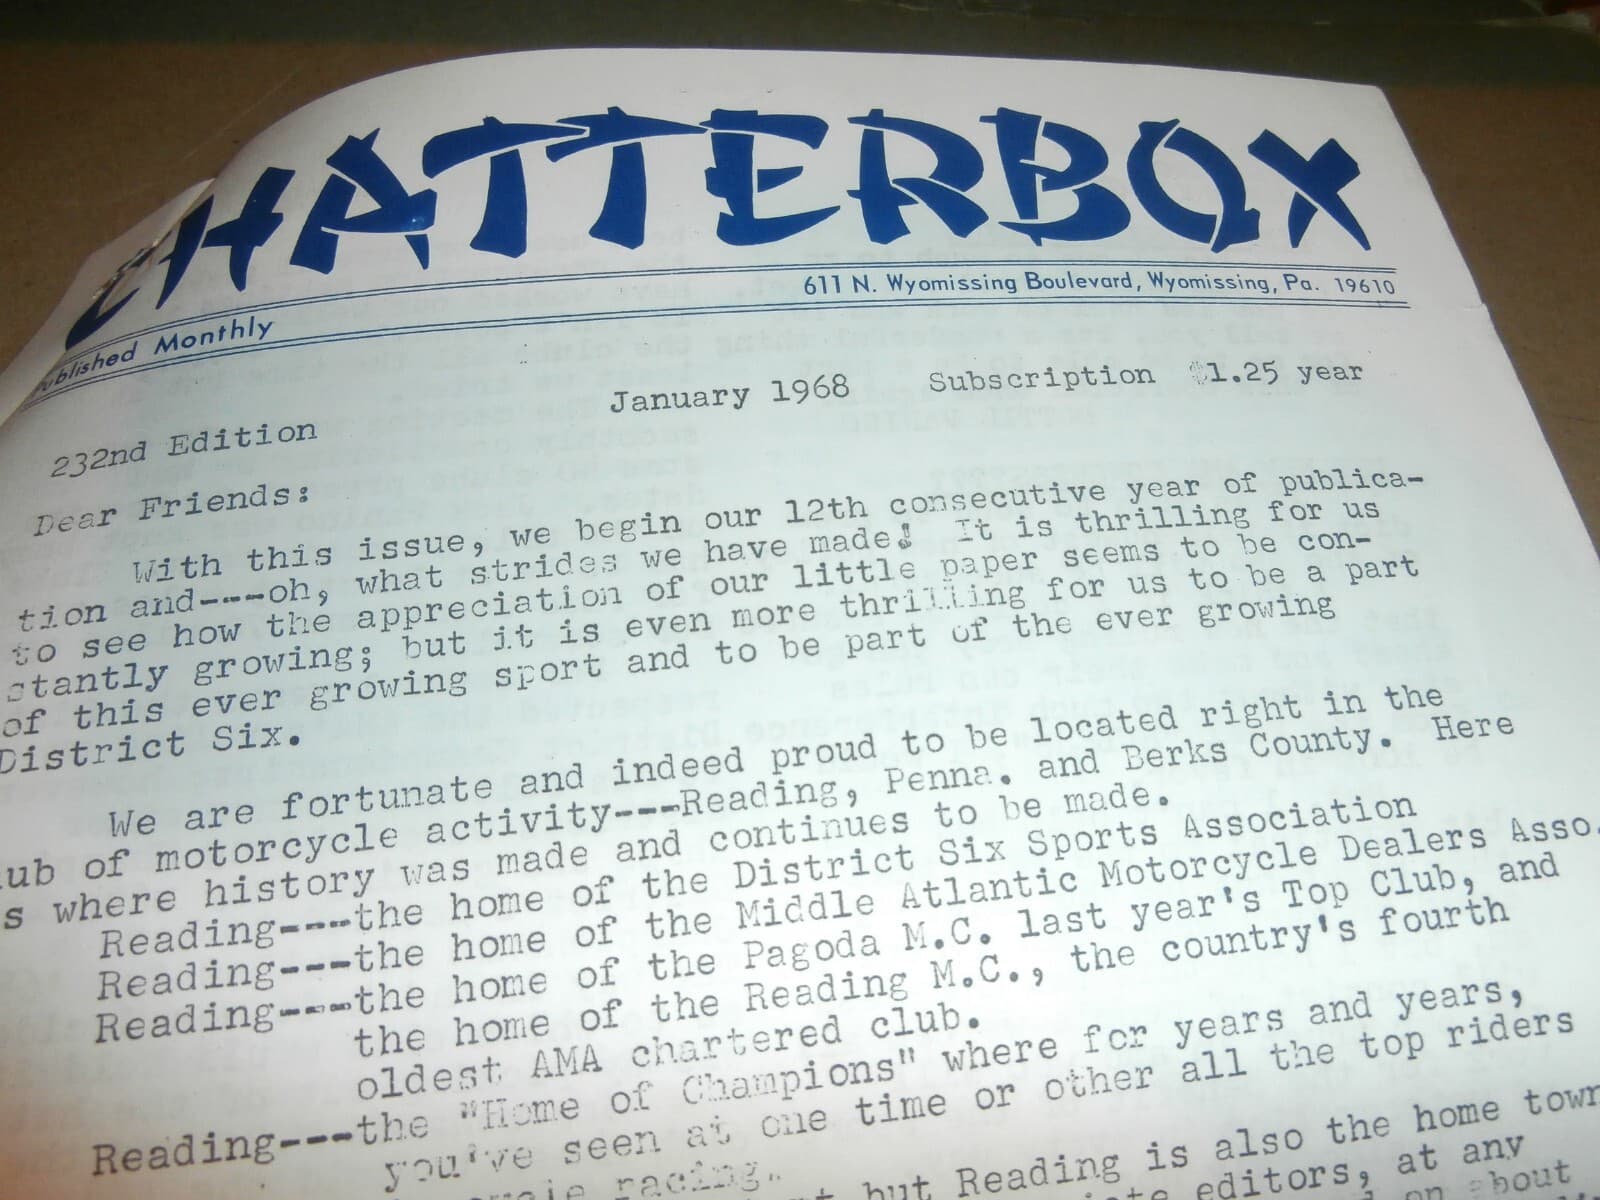 CHATTERBOX
Published Monthly
611 N. Wyomissing Boulevard, Wyomissing, Pa. 19610
232nd Edition January 1968 Subscription $1.25 year
Dear Friends:
With this issue, we begin our 12th consecutive year of publica-
tion and---oh, what strides we have made! It is thrilling for us
to see how the appreciation of our little paper seems to be con-
stantly growing; but it is even more thrilling for us to be a part
of this ever growing sport and to be part of the ever growing
District Six.
We are fortunate and indeed proud to be located right in the
ub of motorcycle activity---Reading, Penna. and Berks County. Here
s where history was made and continues to be made.
Reading---the home of the District Six Sports Association
Reading---the home of the Middle Atlantic Motorcycle Dealers Asso.
Reading---the home of the Pagoda M.C. last year's Top Club, and
the home of the Reading M.C., the country's fourth
oldest AMA chartered club.
Reading---the "Home of Champions" where for years and years,
you've seen at one time or other all the top riders
racing.
but Reading is also the home town
editors, at any
about